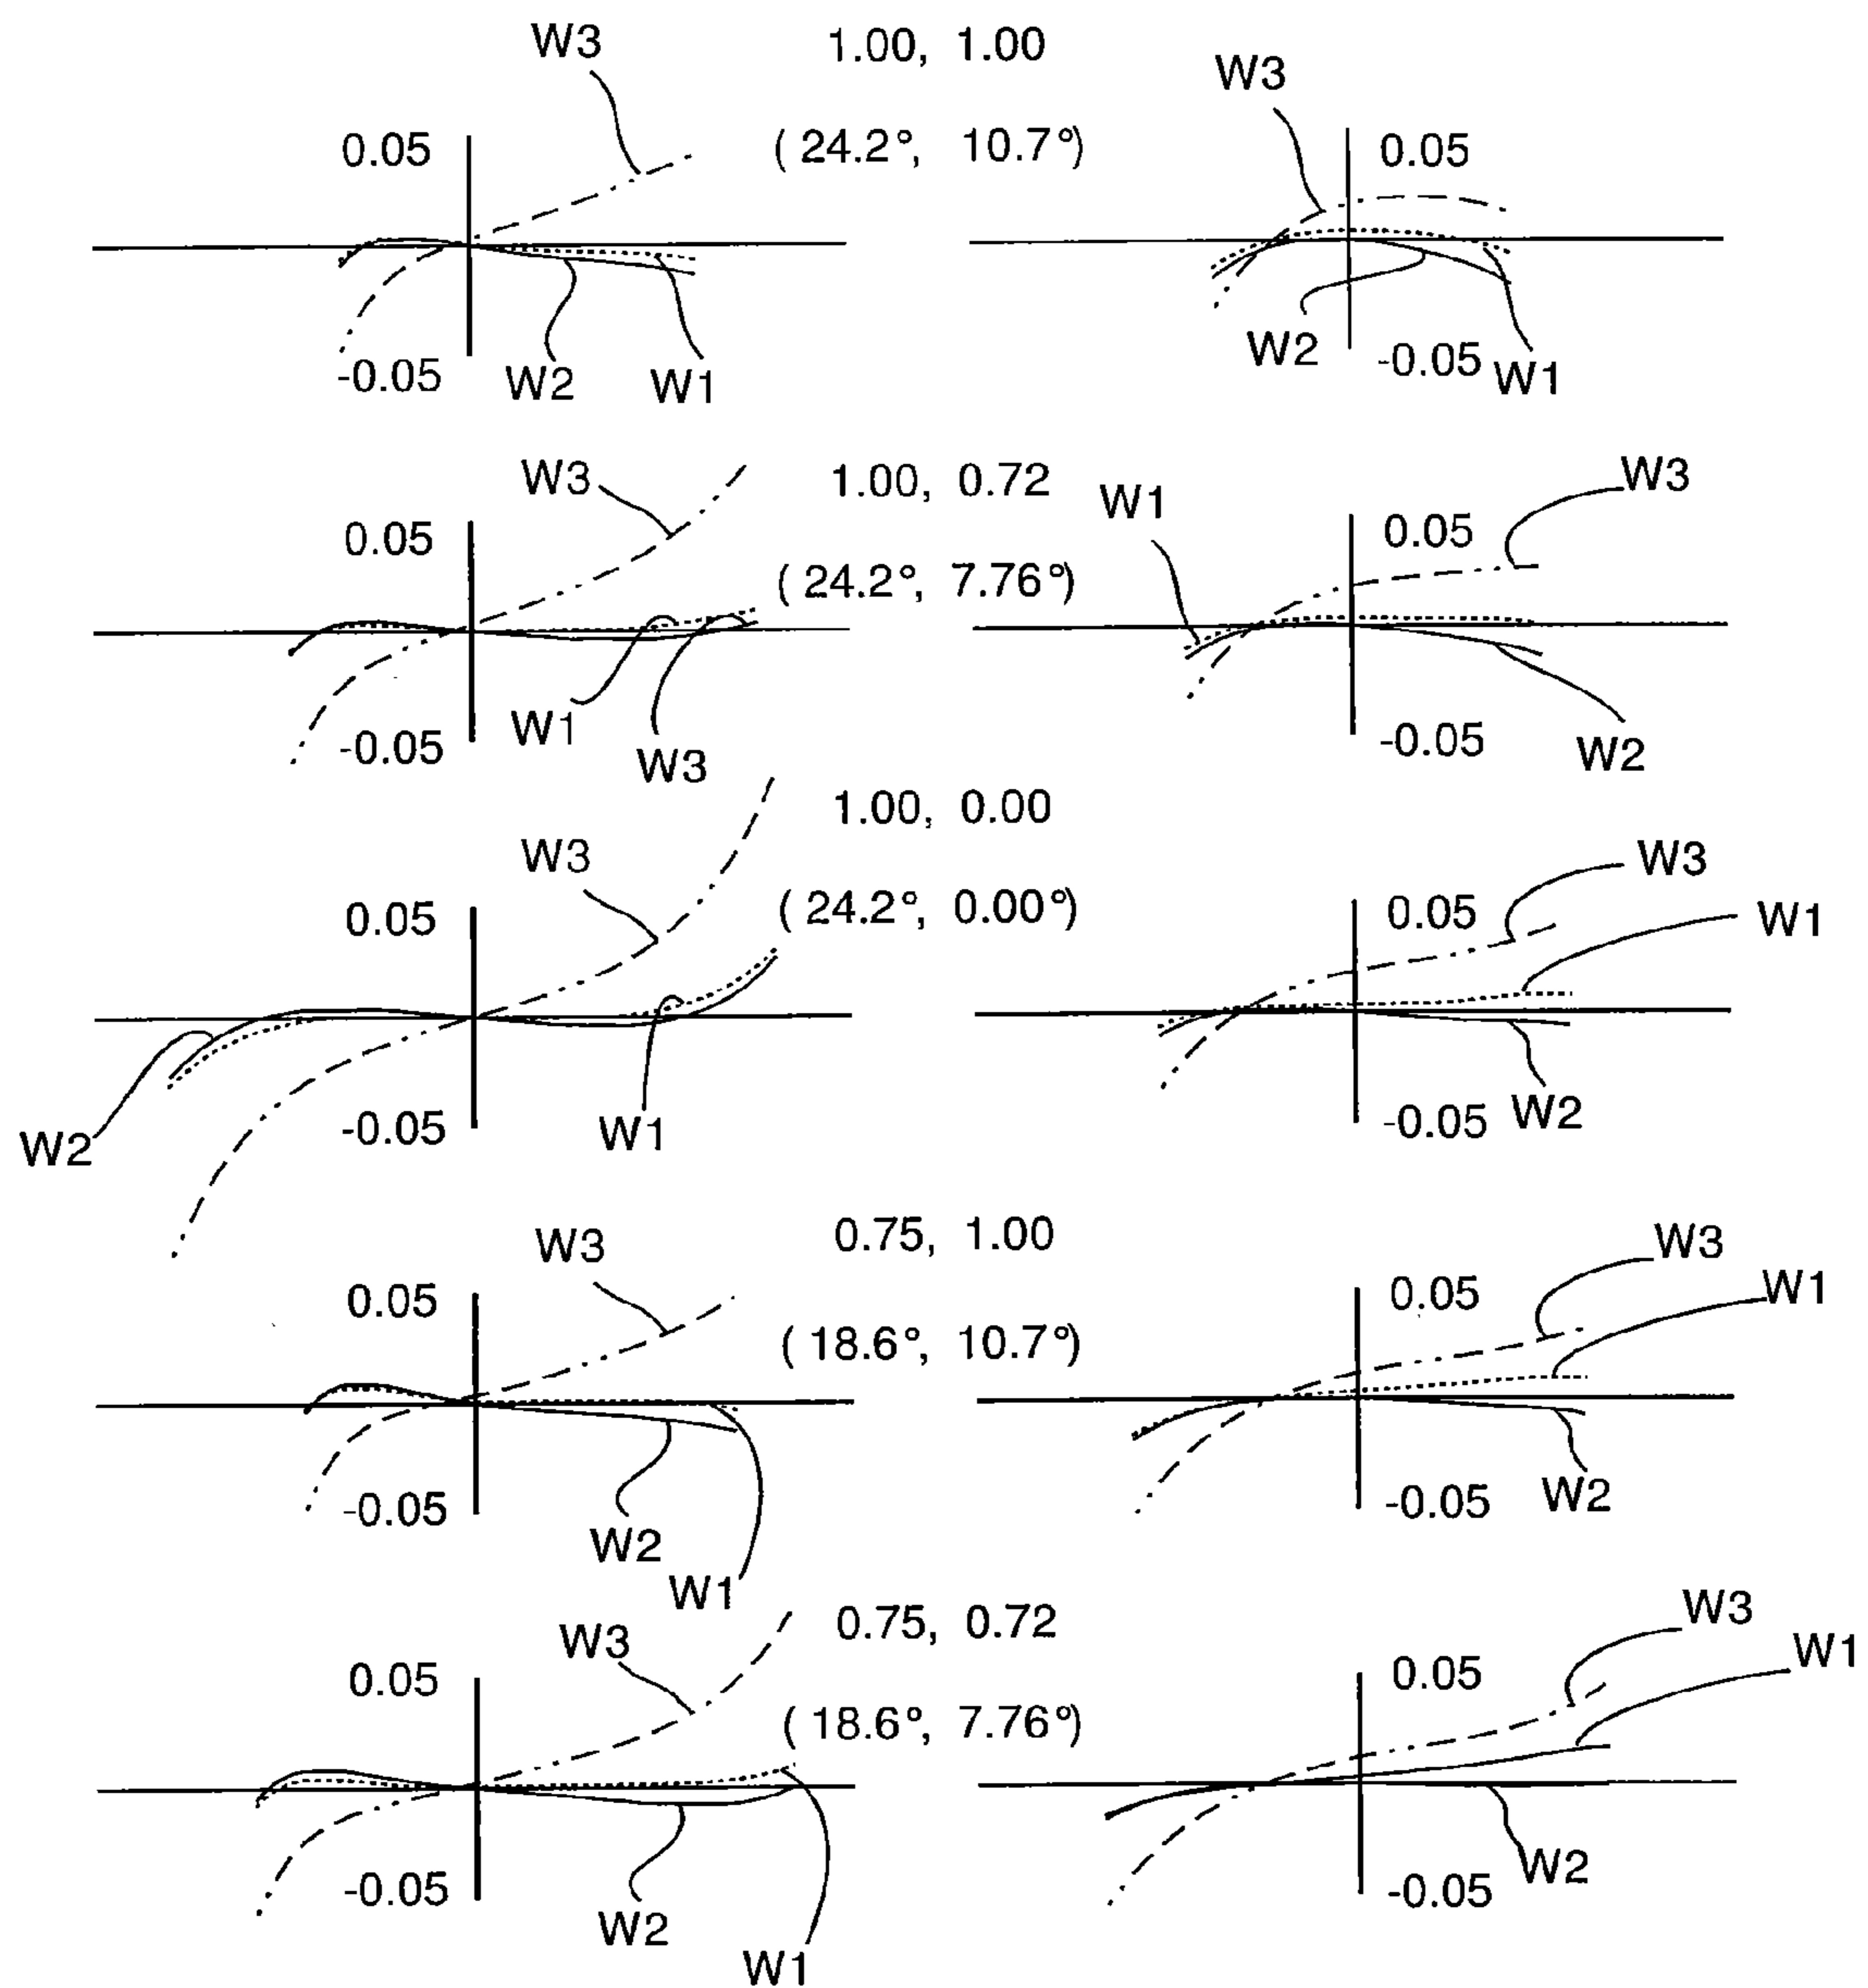 W3 1.00, 1.00 W3
0.05 (24.2°, 10.7°) 0.05
-0.05 W2 W1 W2 -0.05 W1
W3 1.00, 0.72 W1 W3
0.05 (24.2°, 7.76°) 0.05
-0.05 W1 W3 -0.05 W2
W3 1.00, 0.00 W3
0.05 (24.2°, 0.00°) 0.05 W1
W2 -0.05 W1 -0.05 W2
W3 0.75, 1.00 W3
0.05 (18.6°, 10.7°) 0.05 W1
-0.05 W2 W1 -0.05 W2
W3 0.75, 0.72 W3
0.05 (18.6°, 7.76°) 0.05 W1
-0.05 W2 W1 -0.05 W2